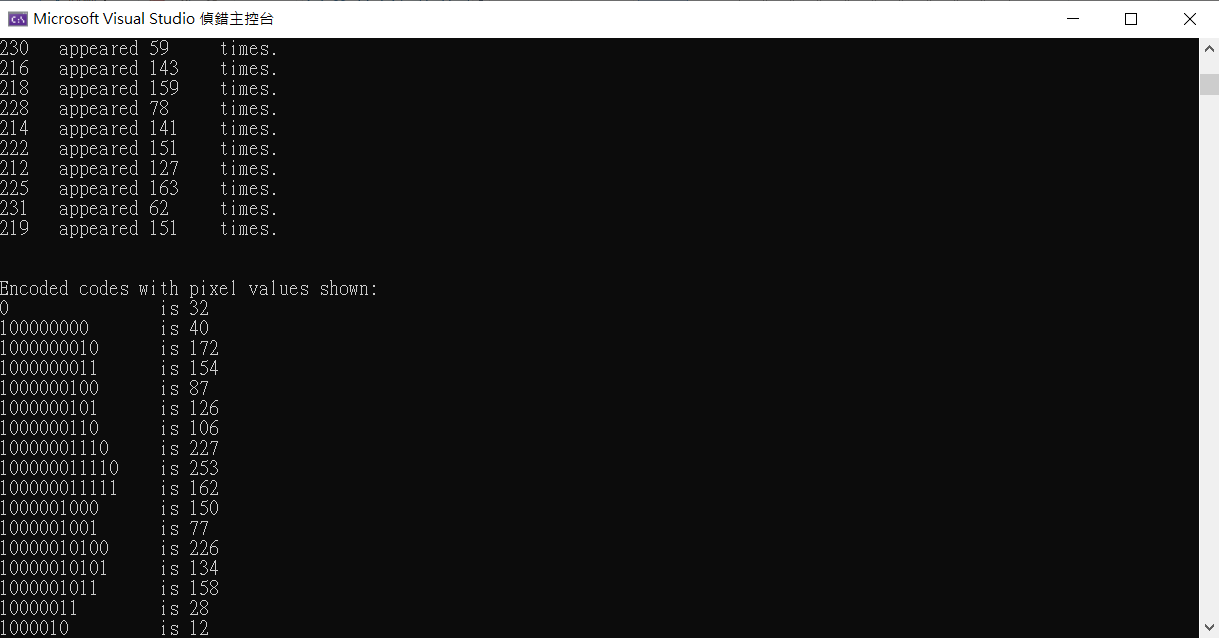 Microsoft Visual Studio 偵錯主控台
230 appeared 59 times.
216 appeared 143 times.
218 appeared 159 times.
228 appeared 78 times.
214 appeared 141 times.
222 appeared 151 times.
212 appeared 127 times.
225 appeared 163 times.
231 appeared 62 times.
219 appeared 151 times.
Encoded codes with pixel values shown:
0 is 32
100000000 is 40
1000000010 is 172
1000000011 is 154
1000000100 is 87
1000000101 is 126
1000000110 is 106
10000001110 is 227
100000011110 is 253
100000011111 is 162
1000001000 is 150
1000001001 is 77
10000010100 is 226
10000010101 is 134
1000001011 is 158
10000011 is 28
1000010 is 12